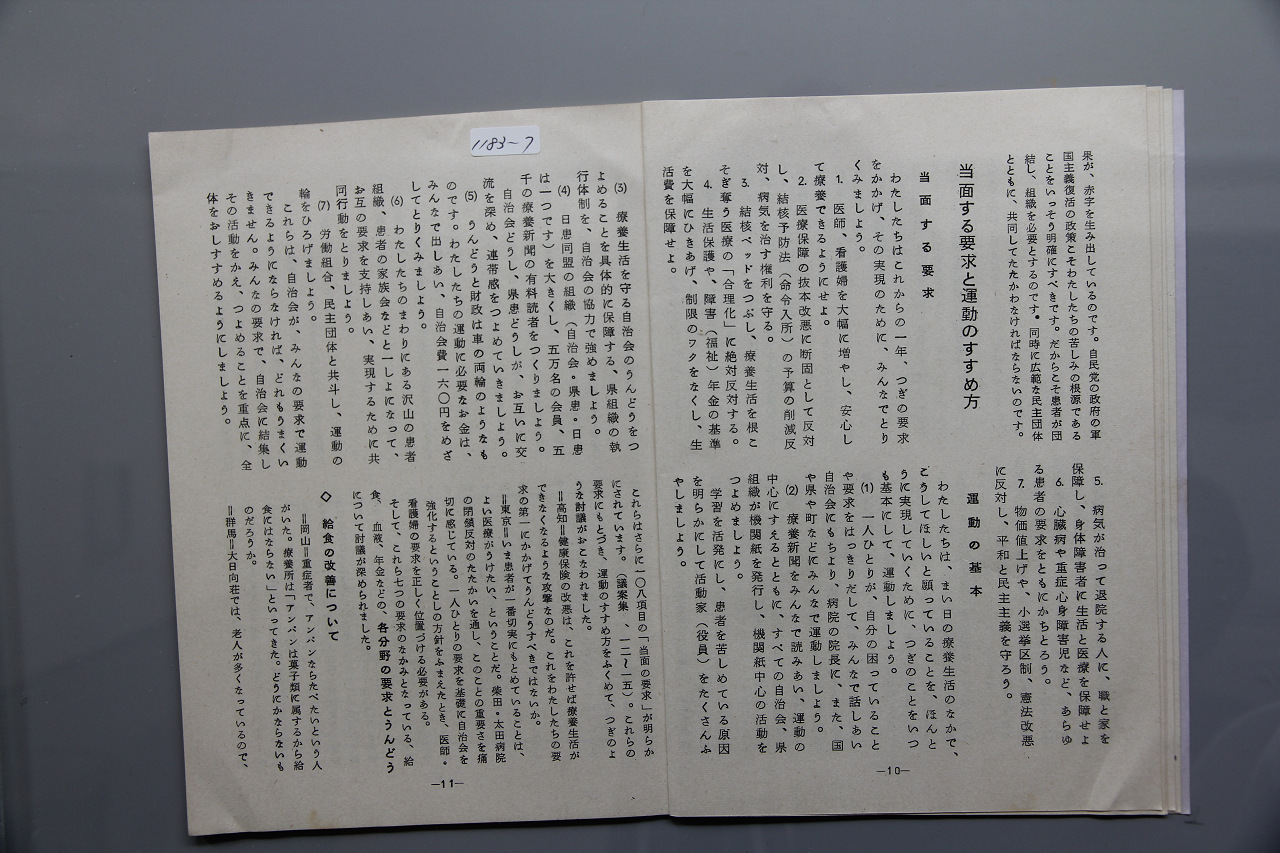 1183-7
果が、赤字を生み出しているのです。自民党の政府の軍
国主義復活の政策こそわたしたちの苦しみの根源である
ことをいっそう明確にすべきです。だからこそ患者が団
結し、組織を必要とするのです。同時に広範な民主団体
とともに、共同してたたかわなければならないのです。
当面する要求と運動のすすめ方
当面する要求
わたしたちはこれからの一年、つぎの要求
をかかげ、その実現のために、みんなでとり
くみましょう。
1. 医師、看護婦を大幅に増やし、安心し
て療養できるようにせよ。
2. 医療保障の抜本改悪に断固として反対
し、結核予防法(命令入所)の予算の削減反
対、病気を治す権利を守る。
3. 結核ベッドをつぶし、療養生活を根こ
そぎ奪う医療の「合理化」に絶対反対する。
4. 生活保護や、障害(福祉)年金の基準
を大幅にひきあげ、制限のワクをなくし、生
活費を保障せよ。
5. 病気が治って退院する人に、職と家を
保障し、身体障害者に生活と医療を保障せよ
6. 心臓病や重症心身障害児など、あらゆ
る患者の要求をともにかちとろう。
7. 物価値上げや、小選挙区制、憲法改悪
に反対し、平和と民主主義を守ろう。
運動の基本
わたしたちは、まい日の療養生活のなかで、
こうしてほしいと願っていることを、ほんと
うに実現していくために、つぎのことをいつ
も基本にして、運動しましょう。
(1) 一人ひとりが、自分の困っていること
や要求をはっきりだして、みんなで話しあい
自治会にもちより、病院の院長に、また、国
や県や町などにみんなで運動しましょう。
(2) 療養新聞をみんなで読みあい、運動の
中心にすえるとともに、すべての自治会、県
組織が機関紙を発行し、機関紙中心の活動を
つよめましょう。
学習を活発にし、患者を苦しめている原因
を明らかにして活動家(役員)をたくさんふ
やしましょう。
—10—
(3) 療養生活を守る自治会のうんどうをつ
よめることを具体的に保障する、県組織の執
行体制を、自治会の協力で強めましょう。
(4) 日患同盟の組織(自治会・県患・日患
は一つです)を大きくし、五万名の会員、五
千の療養新聞の有料読者をつくりましょう。
自治会どうし、県患どうしが、お互いに交
流を深め、連帯感をつよめていきましょう。
(5) うんどうと財政は車の両輪のようなも
のです。わたしたちの運動に必要なお金は、
みんなで出しあい、自治会費一六〇円をめざ
してとりくみましょう。
(6) わたしたちのまわりにある沢山の患者
組織、患者の家族会などと一しょになって、
お互の要求を支持しあい、実現するために共
同行動をとりましょう。
(7) 労働組合、民主団体と共斗し、運動の
輪をひろげましょう。
これらは、自治会が、みんなの要求で運動
できるようにならなければ、どれもうまくい
きません。みんなの要求で、自治会に結集し
その活動をかえ、つよめることを重点に、全
体をおしすすめるようにしましょう。
これらはさらに一〇八項目の「当面の要求」が明らか
にされています。(議案集、一二~一五)。これらの
要求にもとづき、運動のすすめ方をふくめて、つぎのよ
うな討議がおこなわれました。
=高知=健康保険の改悪は、これを許せば療養生活が
できなくなるような攻撃なのだ。これをわたしたちの要
求の第一にかかげてうんどうすべきではないか。
=東京=いま患者が一番切実にもとめていることは、
よい医療がうけたい、ということだ。柴田・太田病院
の閉鎖反対のたたかいを通し、このことの重要さを痛
切に感じている。一人ひとりの要求を基礎に自治会を
強化するということしの方針をふまえたとき、医師・
看護婦の要求を正しく位置づける必要がある。
そして、これら七つの要求のなかみとなっている、給
食、血液、年金などの、各分野の要求とうんどう
について討議が深められました。
◇ 給食の改善について
=岡山=重症者で、アンパンならたべたいという人
がいた。療養所は「アンパンは菓子類に属するから給
食にはならない」といってきた。どうにかならないも
のだろうか。
=群馬=大日向荘では、老人が多くなっているので、
—11—